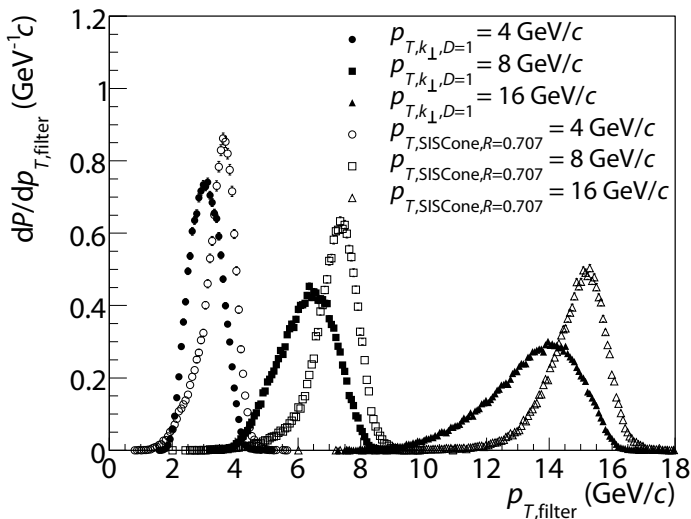 dP/dp_{T,filter} (GeV⁻¹c)
1.2
1
0.8
0.6
0.4
0.2
0
● p_{T,k⊥,D=1} = 4 GeV/c
■ p_{T,k⊥,D=1} = 8 GeV/c
▲ p_{T,k⊥,D=1} = 16 GeV/c
○ p_{T,SISCone,R=0.707} = 4 GeV/c
□ p_{T,SISCone,R=0.707} = 8 GeV/c
△ p_{T,SISCone,R=0.707} = 16 GeV/c
0 2 4 6 8 10 12 14 16 18
p_{T,filter} (GeV/c)